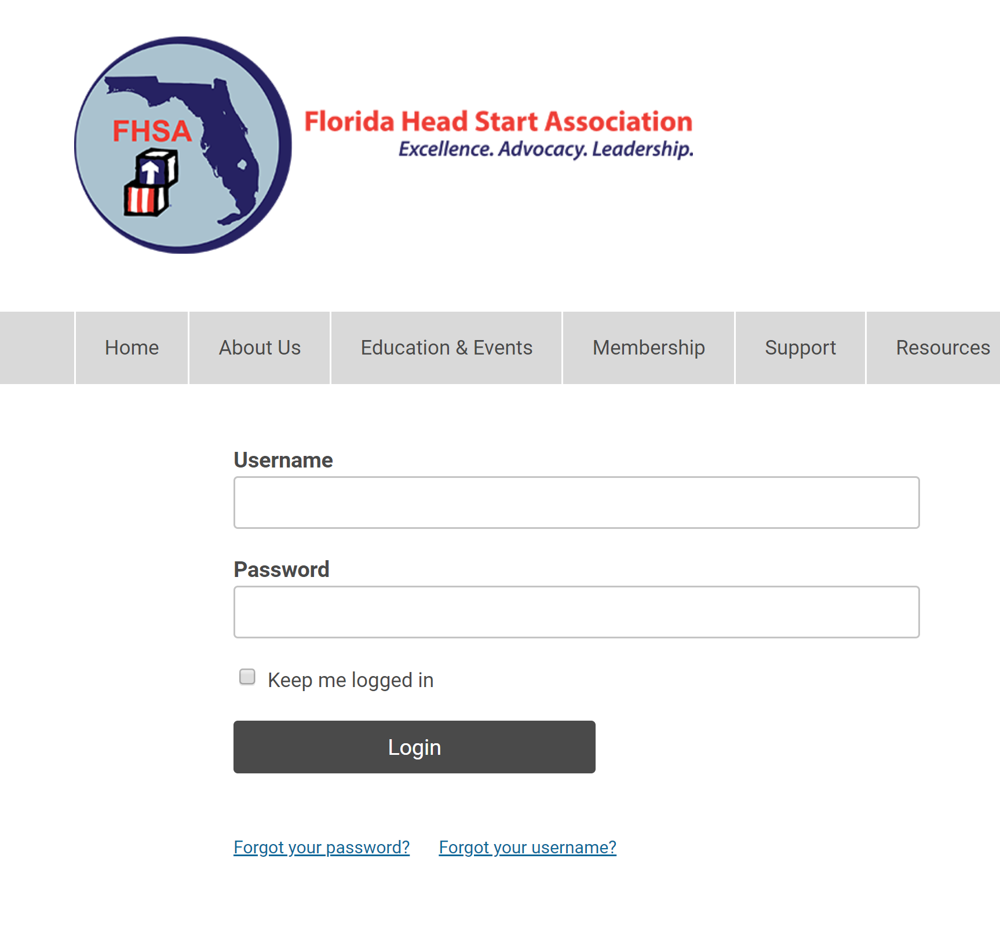 FHSA
Florida Head Start Association
Excellence. Advocacy. Leadership.
Home About Us Education & Events Membership Support Resources
Username
Password
Keep me logged in
Login
Forgot your password? Forgot your username?